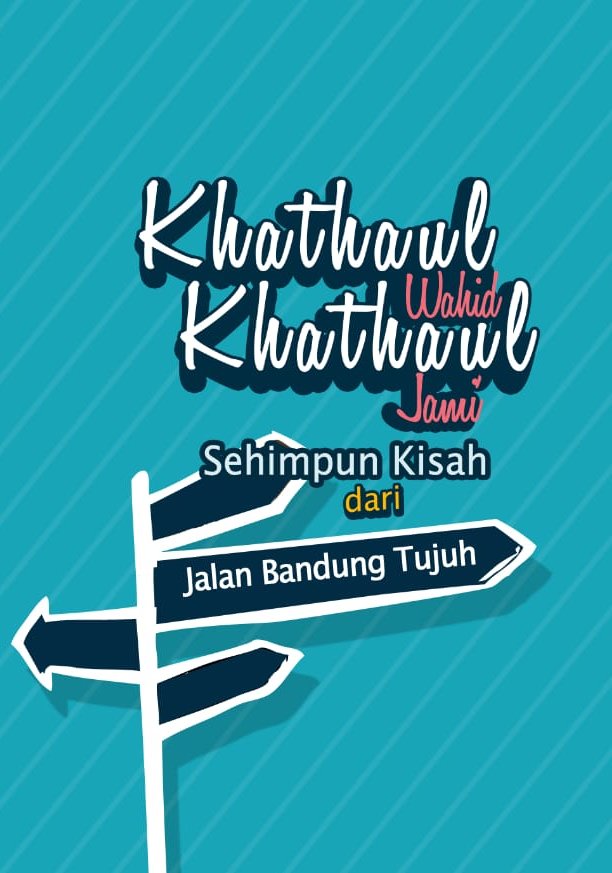 Khathaul
Wahid
Khathaul
Jami
Sehimpun Kisah
dari
Jalan Bandung Tujuh